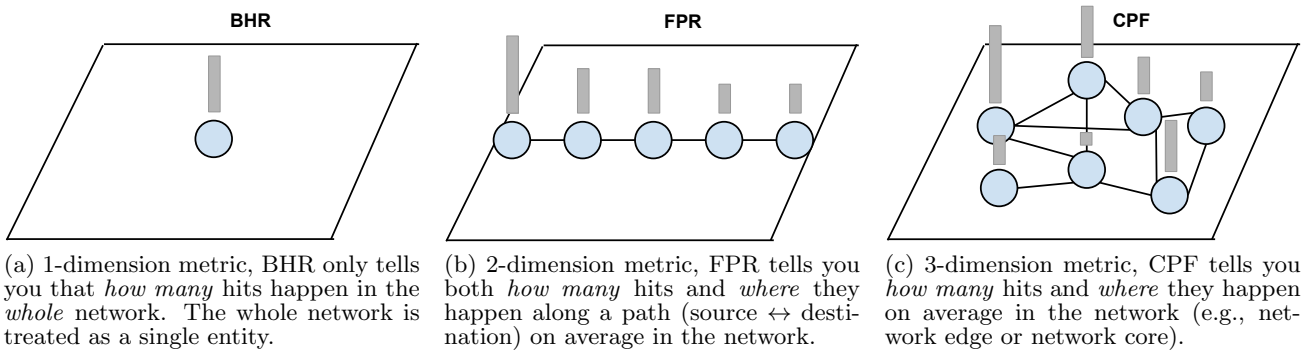 BHR
FPR
CPF
(a) 1-dimension metric, BHR only tells
you that how many hits happen in the
whole network. The whole network is
treated as a single entity.
(b) 2-dimension metric, FPR tells you
both how many hits and where they
happen along a path (source ↔ desti-
nation) on average in the network.
(c) 3-dimension metric, CPF tells you
how many hits and where they happen
on average in the network (e.g., net-
work edge or network core).